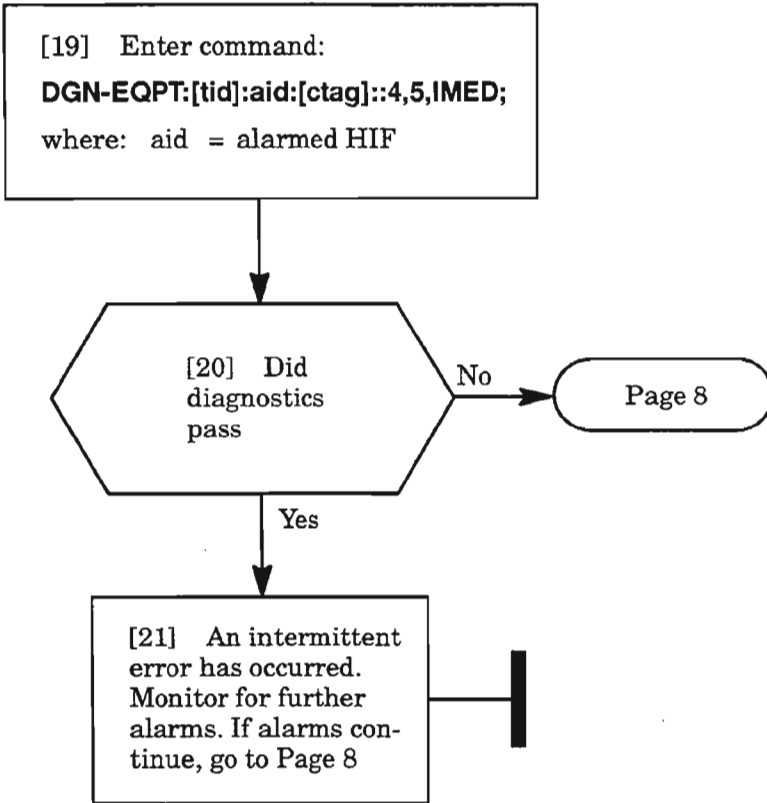 [19] Enter command:
DGN-EQPT:[tid]:aid:[ctag]::4,5,IMED;
where: aid = alarmed HIF
[20] Did
diagnostics
pass
No
Page 8
Yes
[21] An intermittent
error has occurred.
Monitor for further
alarms. If alarms con-
tinue, go to Page 8